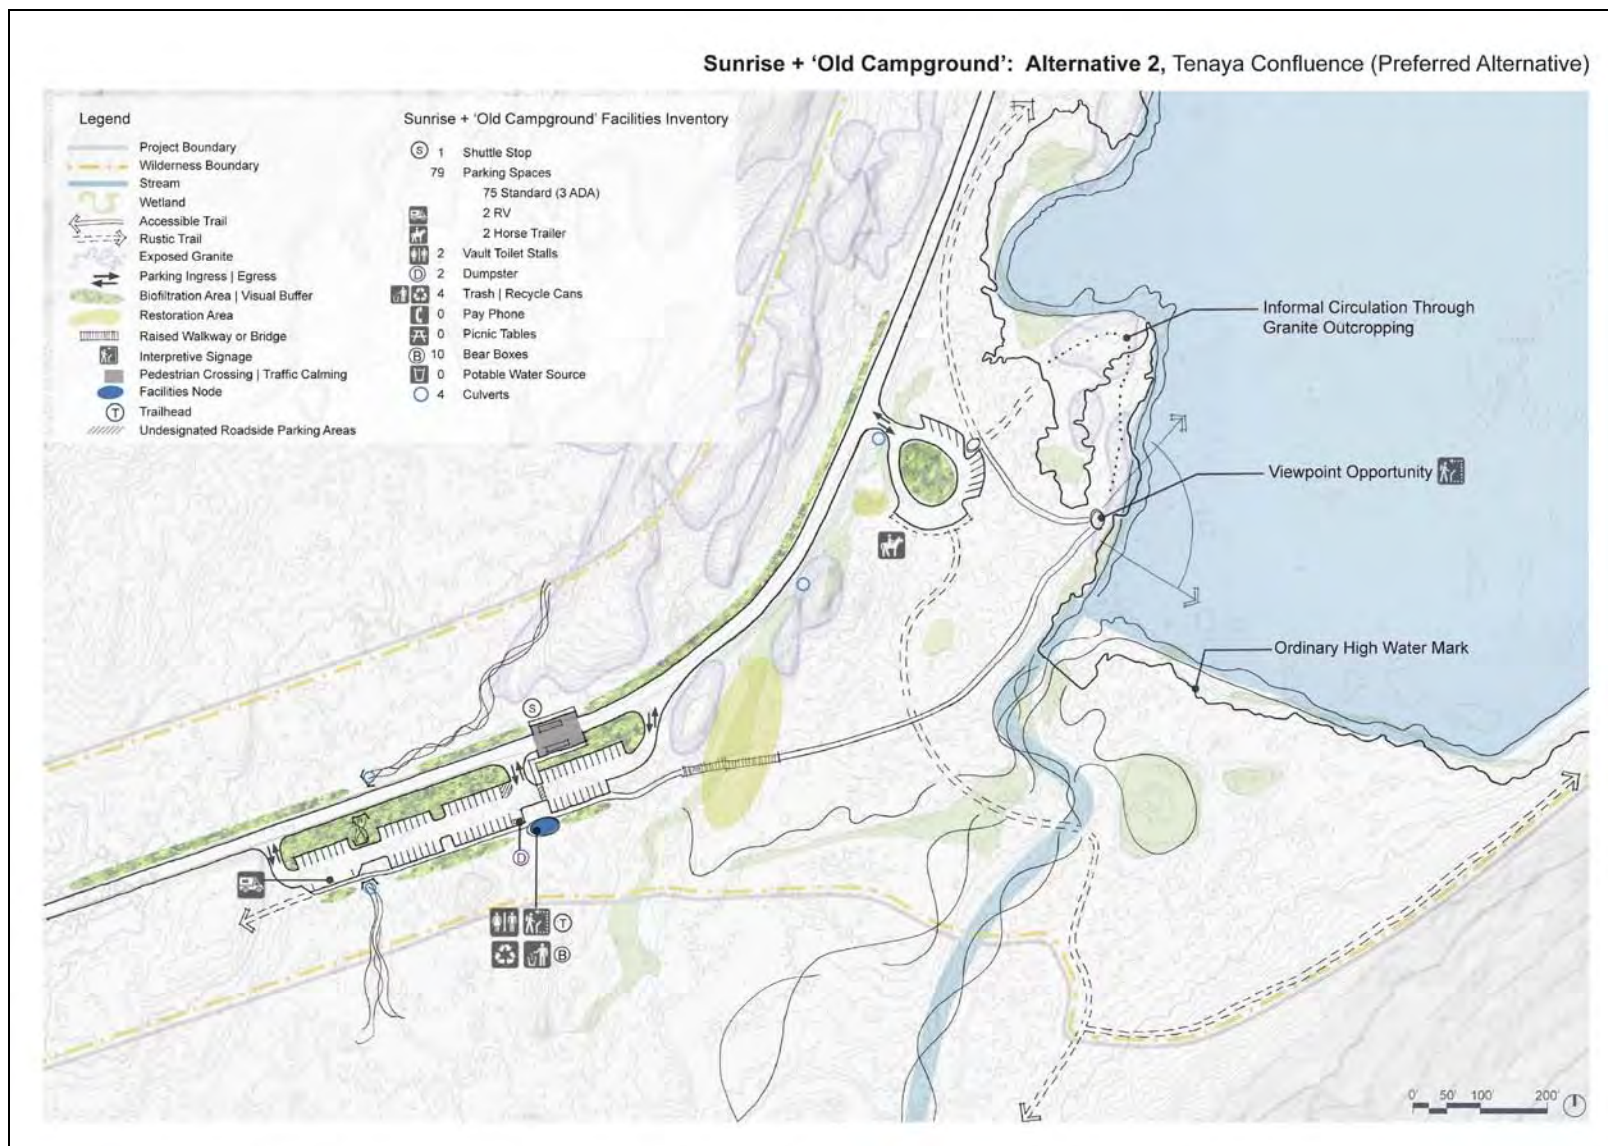 Sunrise + 'Old Campground': Alternative 2, Tenaya Confluence (Preferred Alternative)
Legend
Project Boundary
Wilderness Boundary
Stream
Wetland
Accessible Trail
Rustic Trail
Exposed Granite
Parking Ingress | Egress
Biofiltration Area | Visual Buffer
Restoration Area
Raised Walkway or Bridge
Interpretive Signage
Pedestrian Crossing | Traffic Calming
Facilities Node
T Trailhead
Undesignated Roadside Parking Areas
Sunrise + 'Old Campground' Facilities Inventory
S 1 Shuttle Stop
79 Parking Spaces
75 Standard (3 ADA)
2 RV
2 Horse Trailer
2 Vault Toilet Stalls
D 2 Dumpster
4 Trash | Recycle Cans
0 Pay Phone
0 Picnic Tables
B 10 Bear Boxes
0 Potable Water Source
4 Culverts
Informal Circulation Through
Granite Outcropping
Viewpoint Opportunity
Ordinary High Water Mark
S
D
T
B
0' 50' 100' 200'